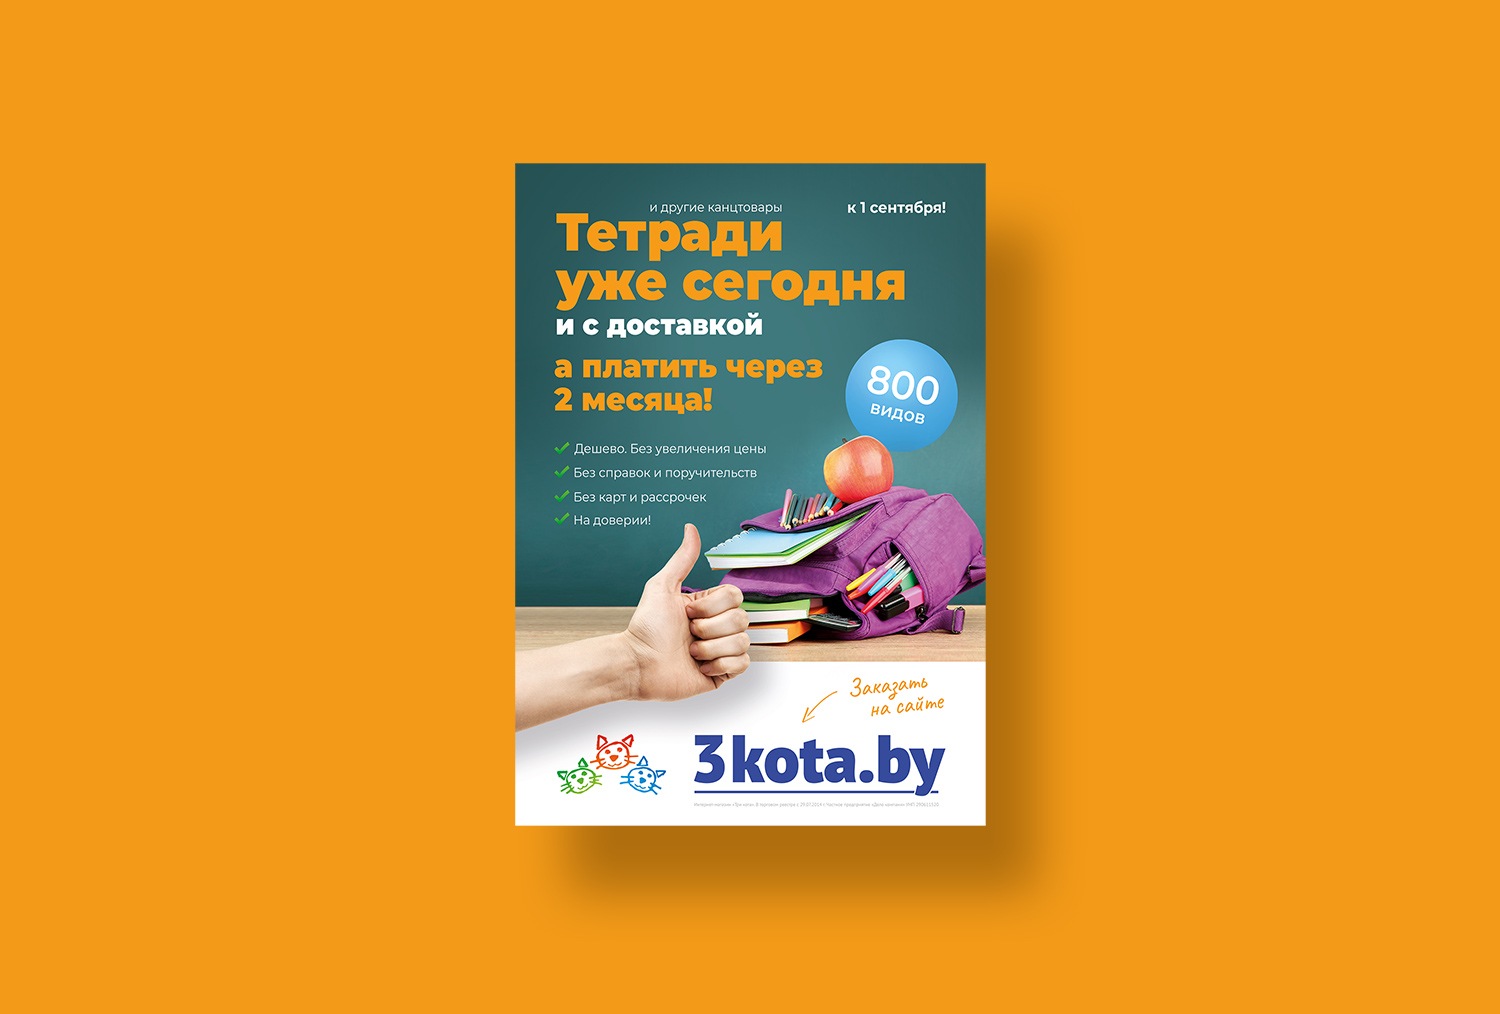 и другие канцтовары
к 1 сентября!
Тетради
уже сегодня
и с доставкой
а платить через
2 месяца!
800
видов
Дешево. Без увеличения цены
Без справок и поручительств
Без карт и рассрочек
На доверии!
Заказать
на сайте
3kota.by